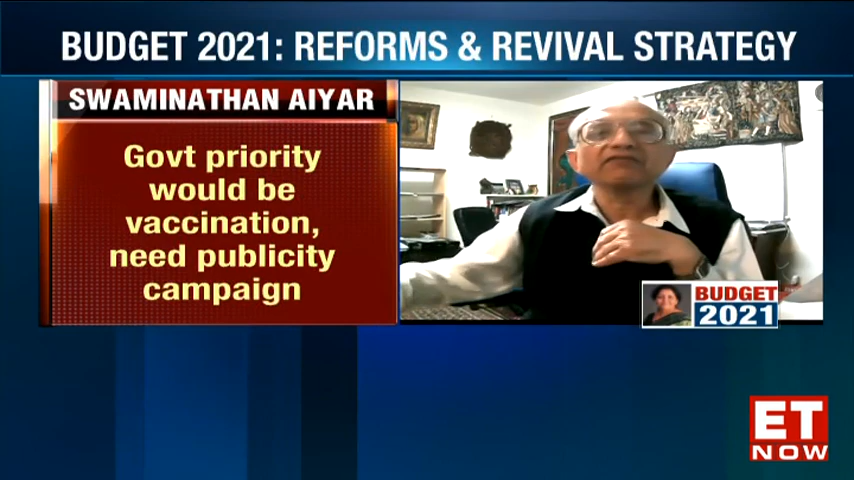 BUDGET 2021: REFORMS & REVIVAL STRATEGY
SWAMINATHAN AIYAR
Govt priority
would be
vaccination,
need publicity
campaign
BUDGET
2021
ET
NOW